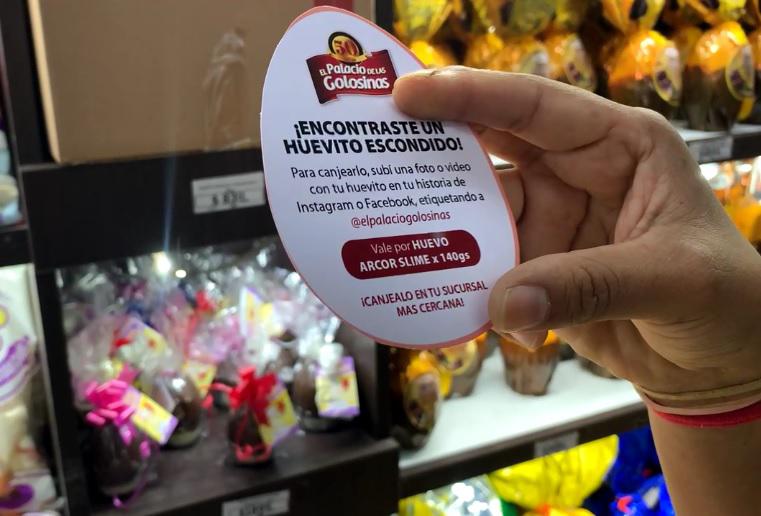 50
EL Palacio DE LAS
Golosinas
¡ENCONTRASTE UN
HUEVITO ESCONDIDO!
Para canjearlo, subí una foto o video
con tu huevito en tu historia de
Instagram o Facebook, etiquetando a
@elpalaciogolosinas
Vale por HUEVO
ARCOR SLIME x 140gs
¡CANJEALO EN TU SUCURSAL
MAS CERCANA!